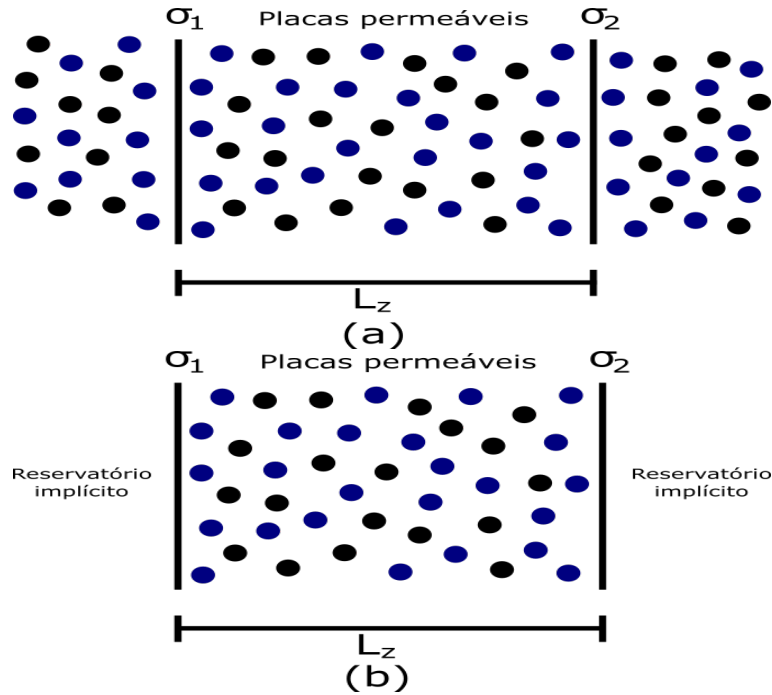 σ1 Placas permeáveis σ2
Lz
(a)
σ1 Placas permeáveis σ2
Reservatório implícito
Reservatório implícito
Lz
(b)